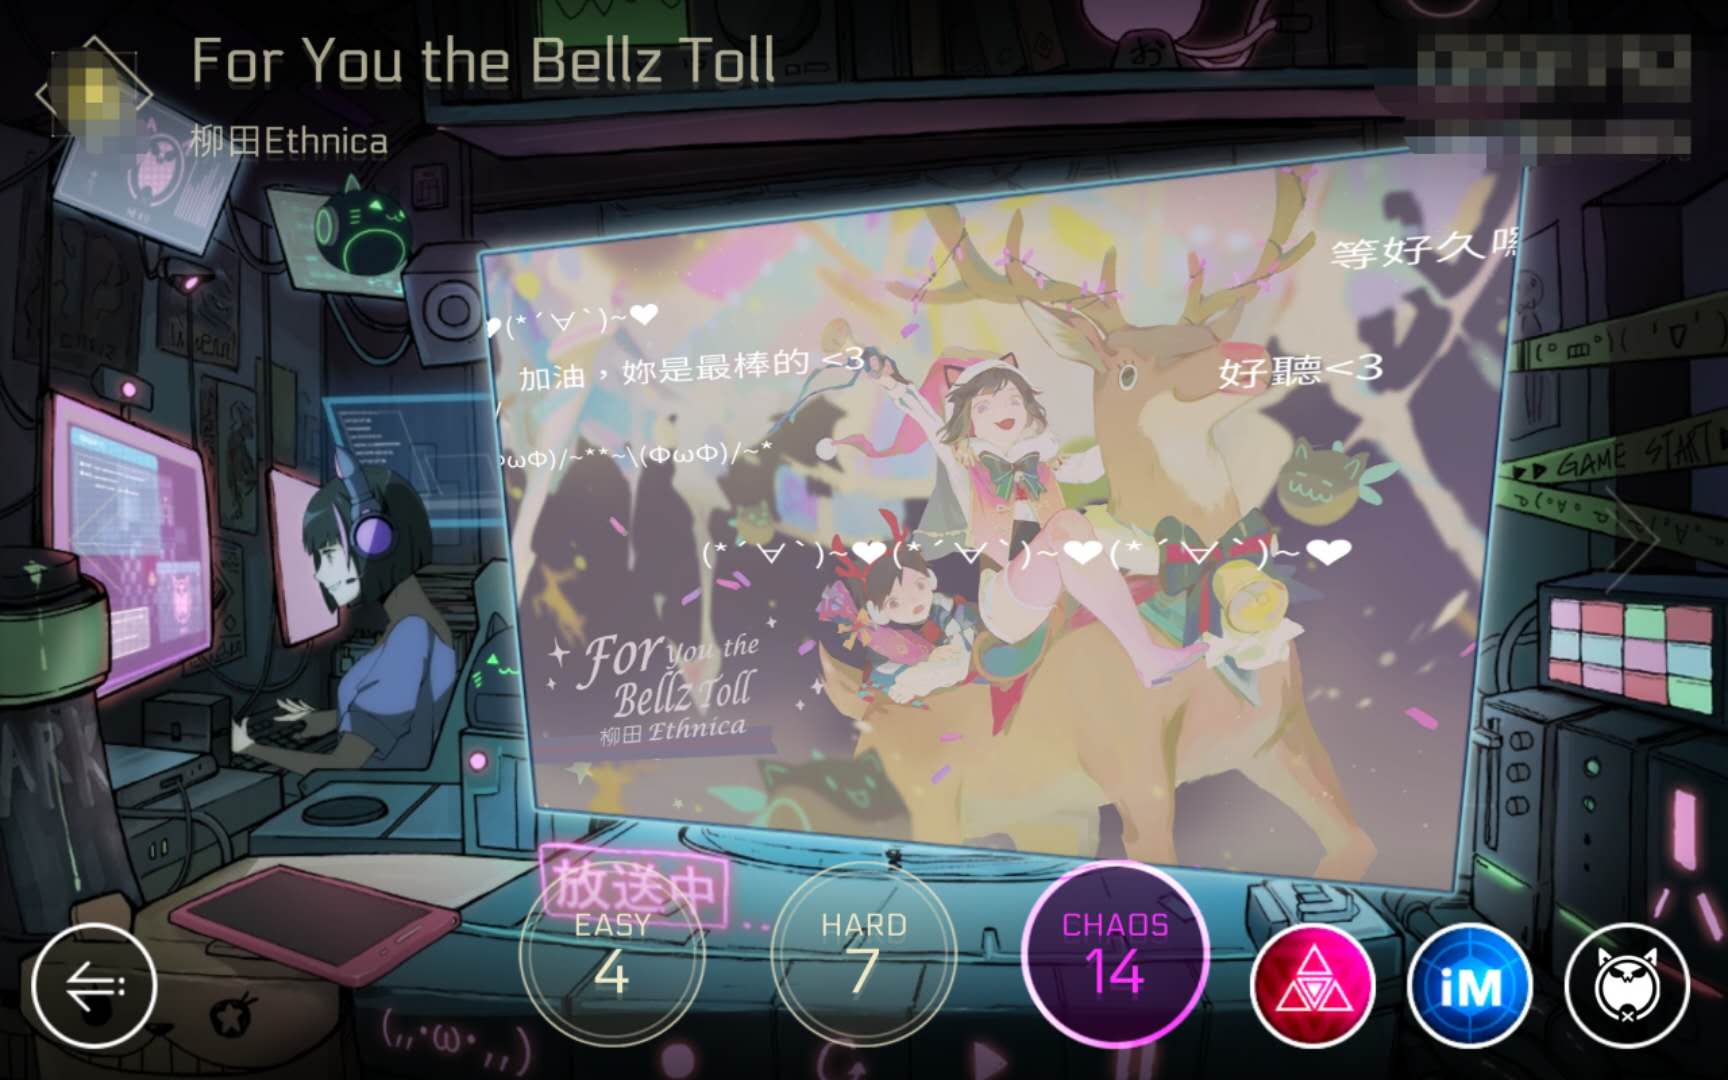 For You the Bellz Toll
柳田Ethnica
等好久嘿
♥(*´∀`)~♥
加油，妳是最棒的 <3
好聽<3
ωΦ)/~**~\(ΦωΦ)/~*
(*´∀`)~♥(*´∀`)~♥(*´∀`)~♥
GAME START
For You the
Bellz Toll
柳田 Ethnica
放送中
EASY
4
HARD
7
CHAOS
14
iM
ARK
(,,·ω·,,)